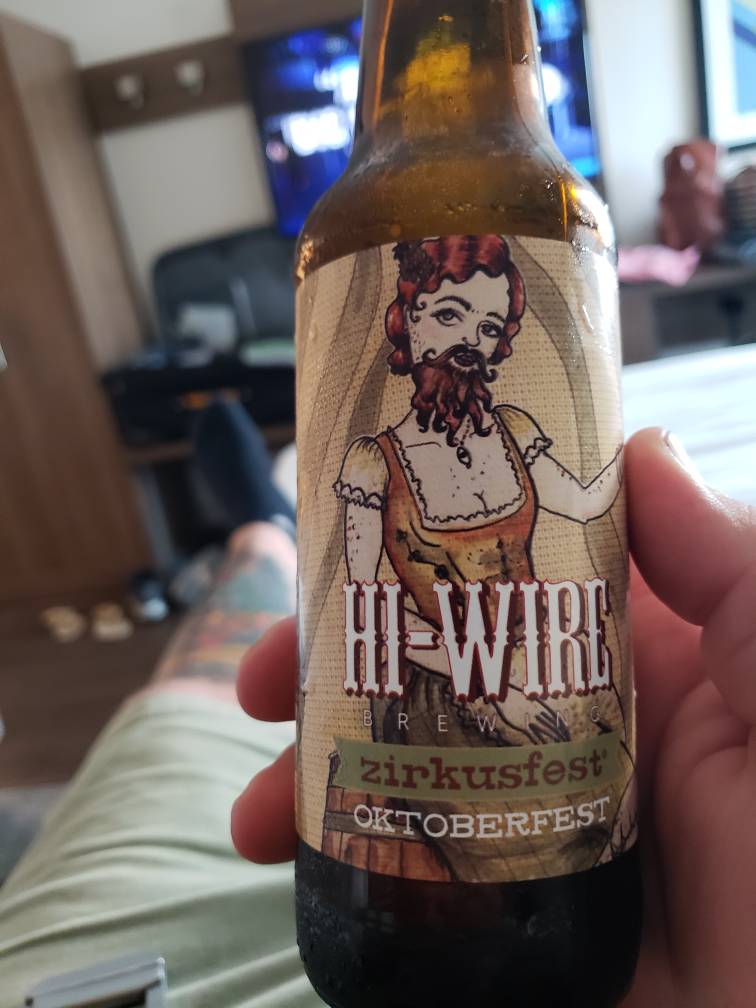 HI-WIRE
BREWING
zirkusfest®
OKTOBERFEST